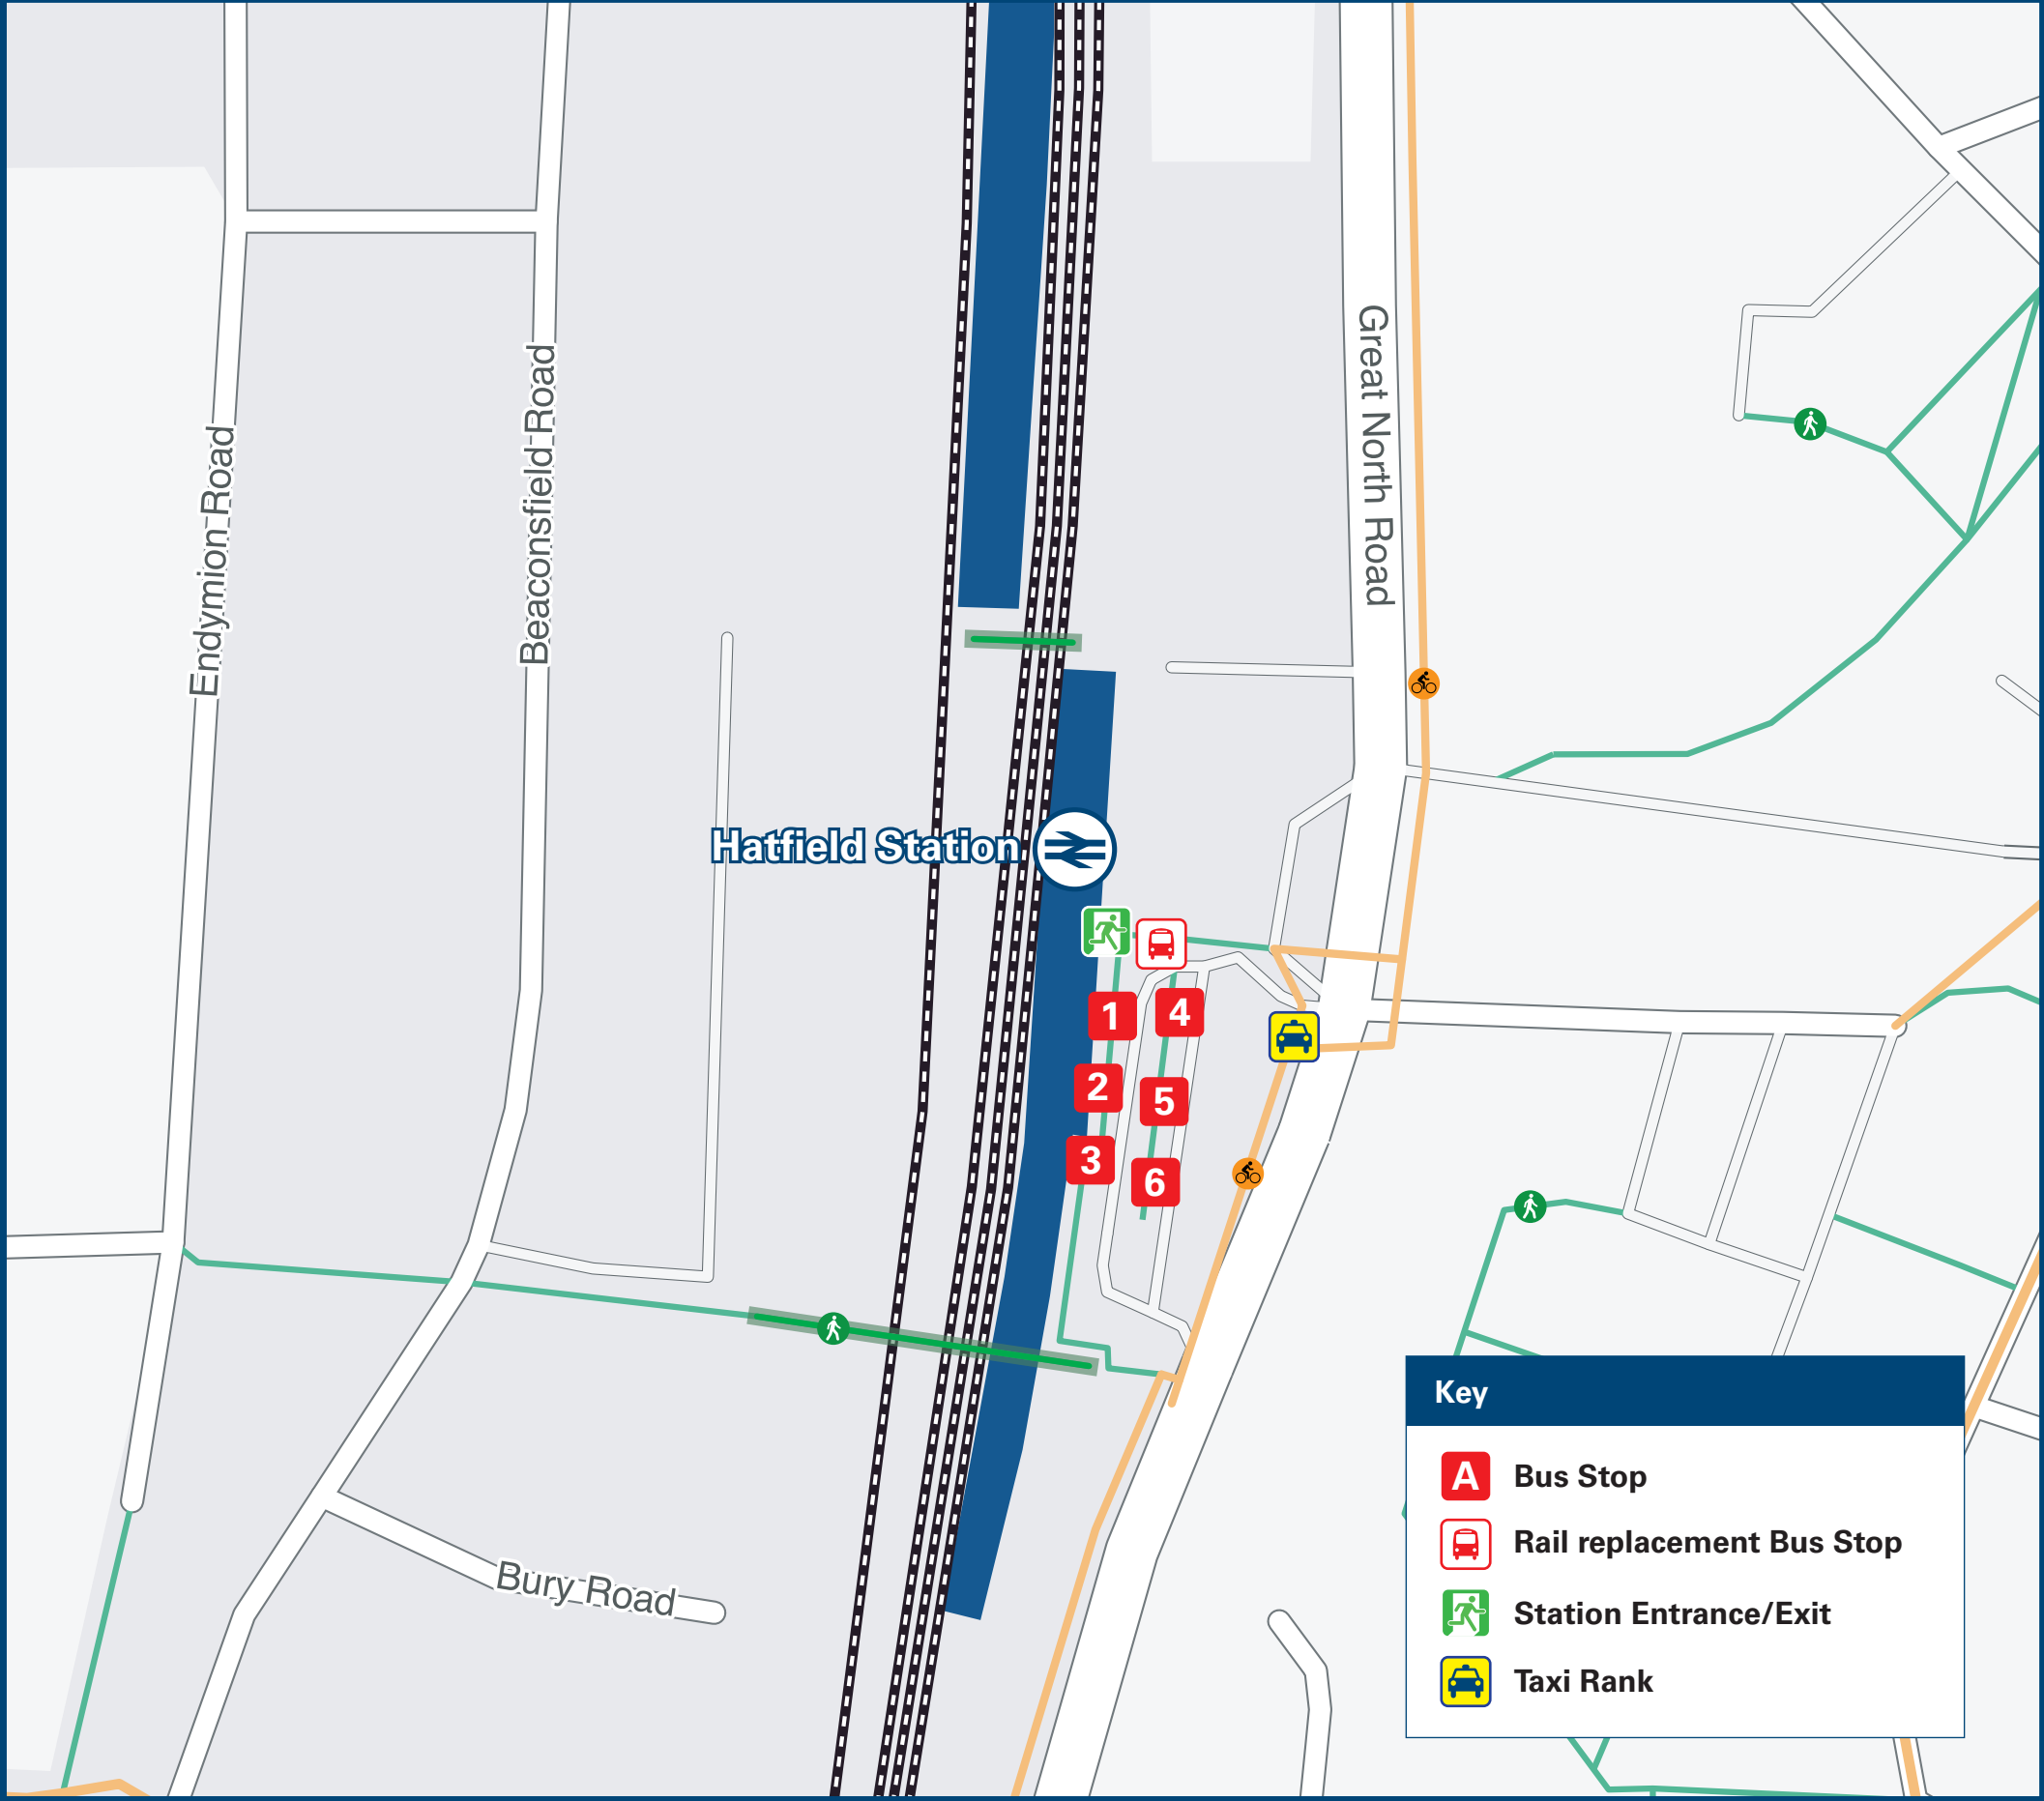 Great North Road
Endymion Road
Beaconsfield Road
Hatfield Station
1
4
2
5
3
6
Bury Road
Key
A Bus Stop
Rail replacement Bus Stop
Station Entrance/Exit
Taxi Rank